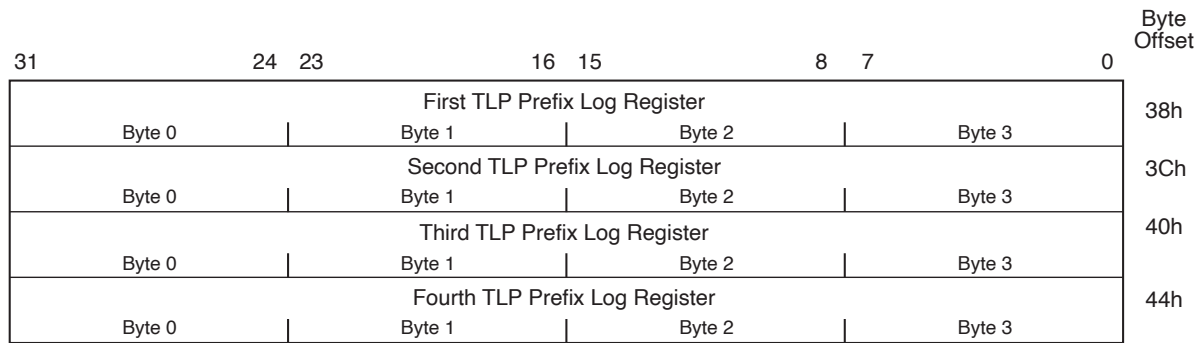 Byte
Offset
31 24 23 16 15 8 7 0
First TLP Prefix Log Register
38h
Byte 0 Byte 1 Byte 2 Byte 3
Second TLP Prefix Log Register
3Ch
Byte 0 Byte 1 Byte 2 Byte 3
Third TLP Prefix Log Register
40h
Byte 0 Byte 1 Byte 2 Byte 3
Fourth TLP Prefix Log Register
44h
Byte 0 Byte 1 Byte 2 Byte 3